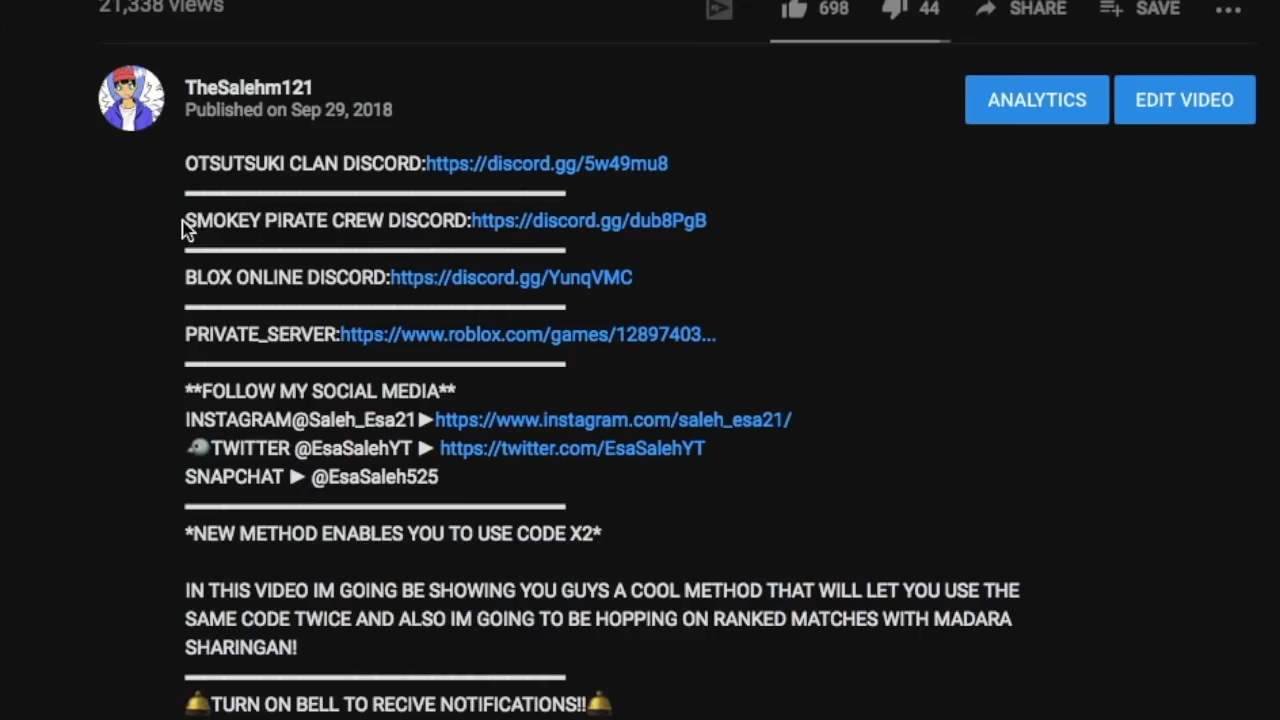 21,338 views
698 44 SHARE SAVE
TheSalehm121
Published on Sep 29, 2018
ANALYTICS EDIT VIDEO
OTSUTSUKI CLAN DISCORD:https://discord.gg/5w49mu8
SMOKEY PIRATE CREW DISCORD:https://discord.gg/dub8PgB
BLOX ONLINE DISCORD:https://discord.gg/YunqVMC
PRIVATE_SERVER:https://www.roblox.com/games/12897403...
**FOLLOW MY SOCIAL MEDIA**
INSTAGRAM@Saleh_Esa21►https://www.instagram.com/saleh_esa21/
TWITTER @EsaSalehYT ► https://twitter.com/EsaSalehYT
SNAPCHAT ► @EsaSaleh525
*NEW METHOD ENABLES YOU TO USE CODE X2*
IN THIS VIDEO IM GOING BE SHOWING YOU GUYS A COOL METHOD THAT WILL LET YOU USE THE
SAME CODE TWICE AND ALSO IM GOING TO BE HOPPING ON RANKED MATCHES WITH MADARA
SHARINGAN!
🔔TURN ON BELL TO RECIVE NOTIFICATIONS!!🔔